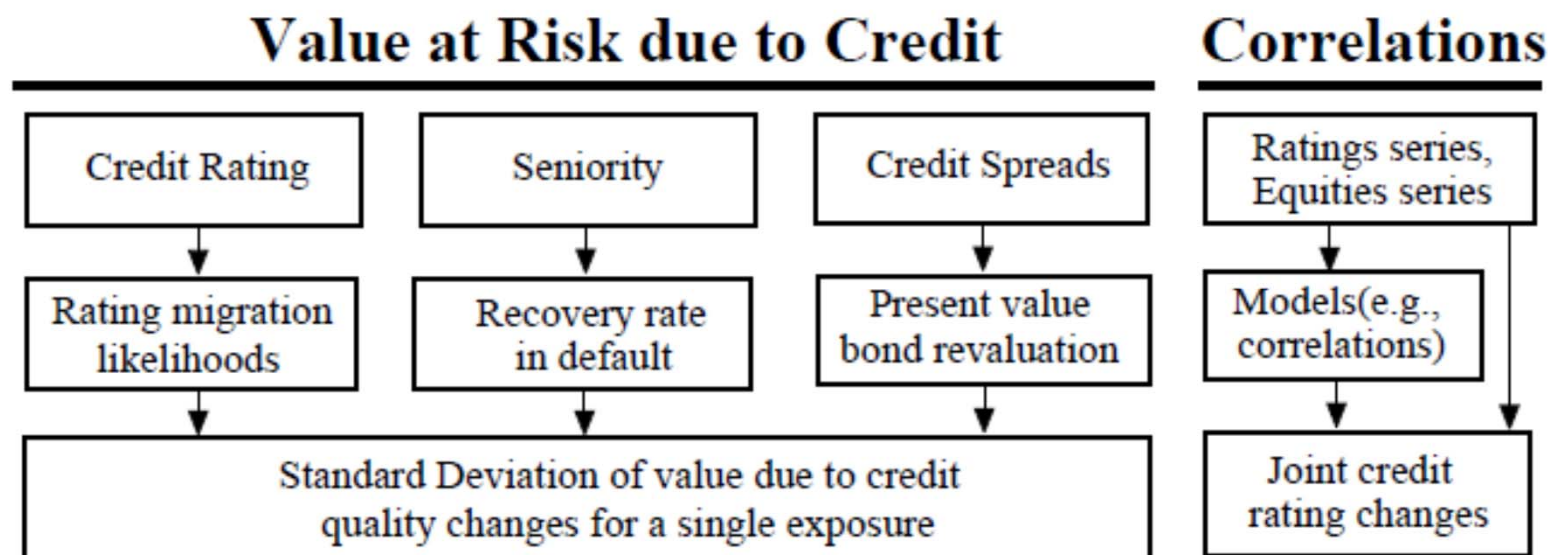 Value at Risk due to Credit
Correlations
Credit Rating
Seniority
Credit Spreads
Ratings series,
Equities series
Rating migration
likelihoods
Recovery rate
in default
Present value
bond revaluation
Models(e.g.,
correlations)
Standard Deviation of value due to credit
quality changes for a single exposure
Joint credit
rating changes